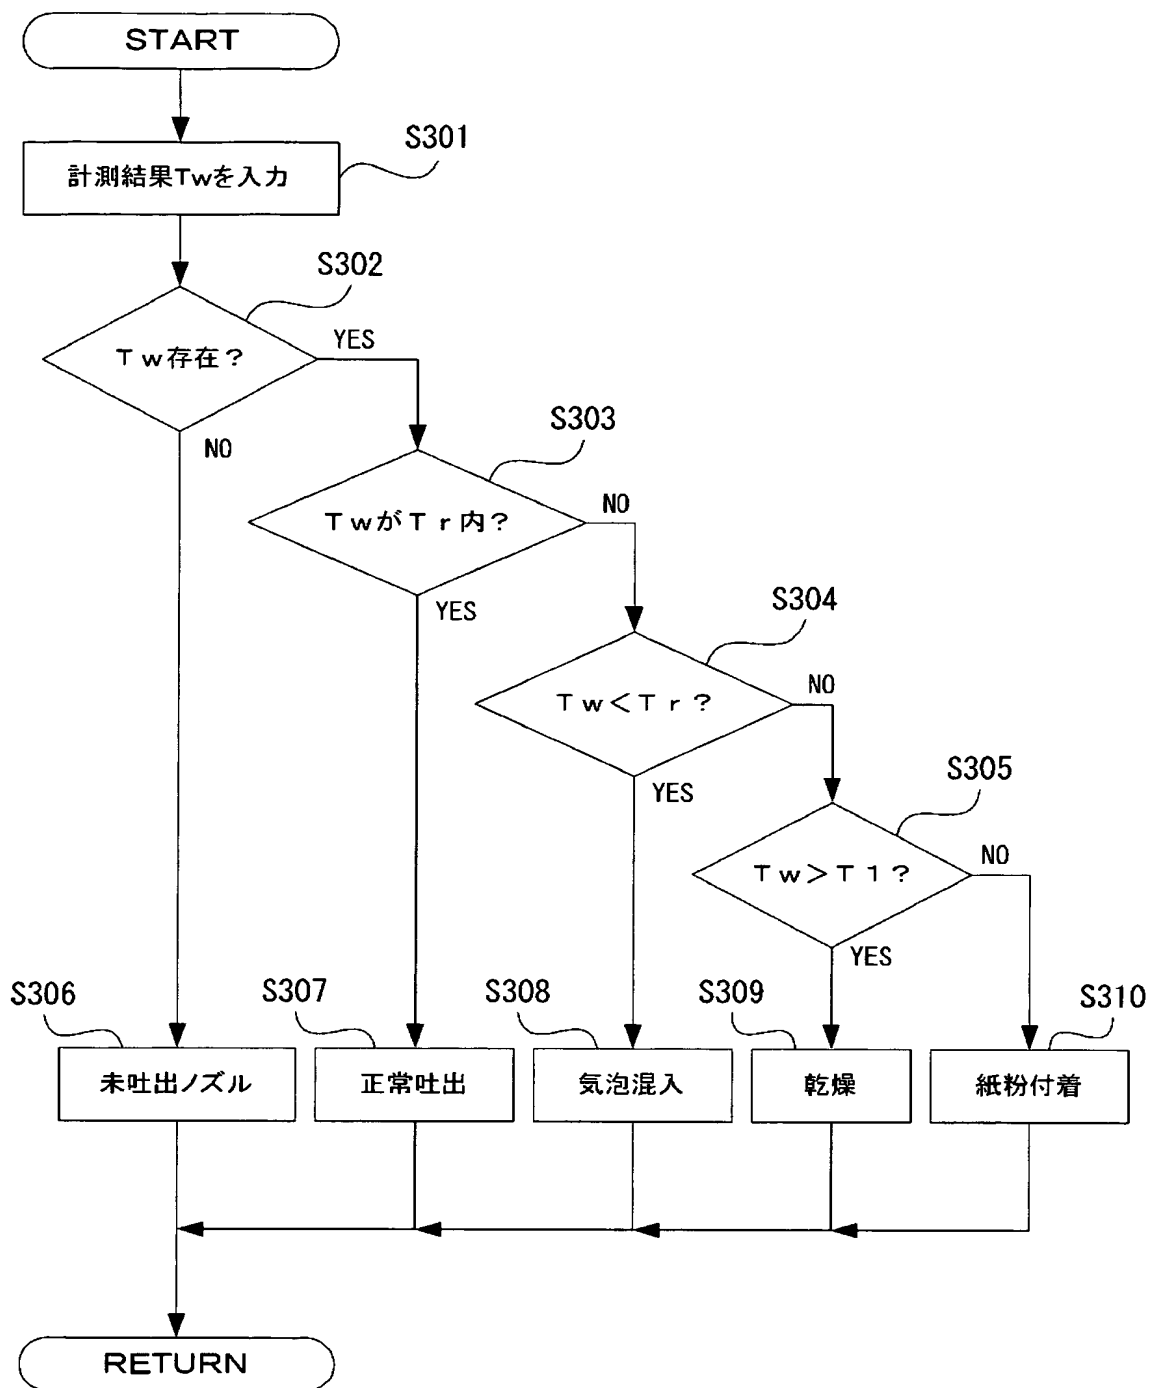 START
S301
計測結果Twを入力
S302
Tw存在?
YES
NO
S303
TwがTr内?
NO
YES
S304
Tw<Tr?
NO
YES
S305
Tw>T1?
NO
YES
S306
S307
S308
S309
S310
未吐出ノズル
正常吐出
気泡混入
乾燥
紙粉付着
RETURN